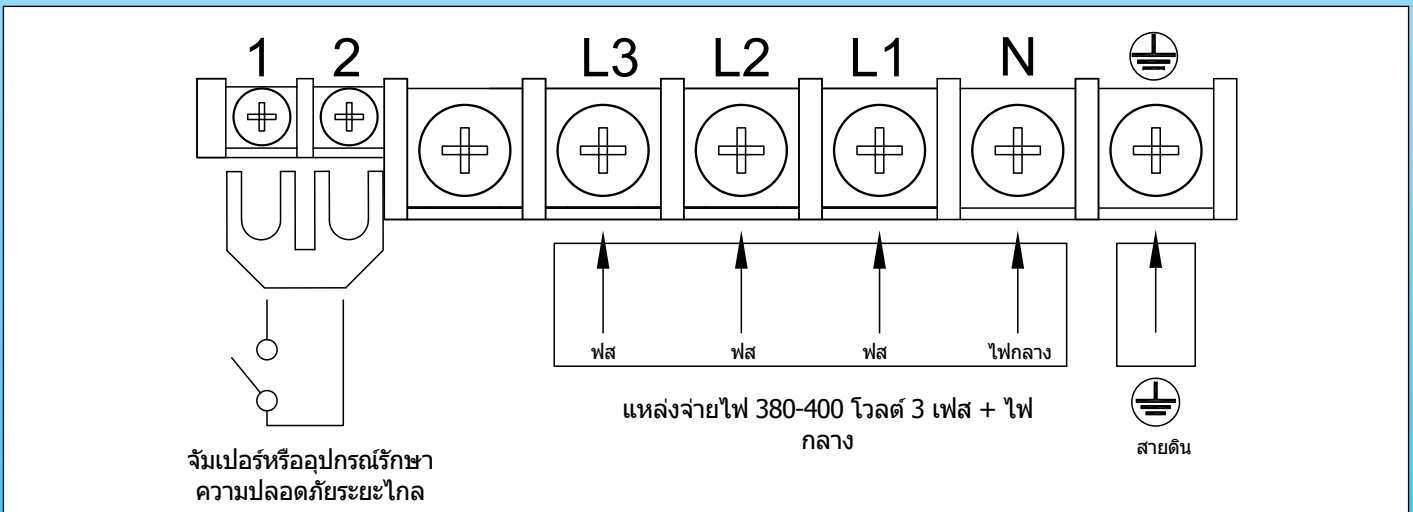 1 2 L3 L2 L1 N
ฟส ฟส ฟส ไฟกลาง
แหล่งจ่ายไฟ 380-400 โวลต์ 3 เฟส + ไฟ
กลาง
สายดิน
จัมเปอร์หรืออุปกรณ์รักษา
ความปลอดภัยระยะไกล